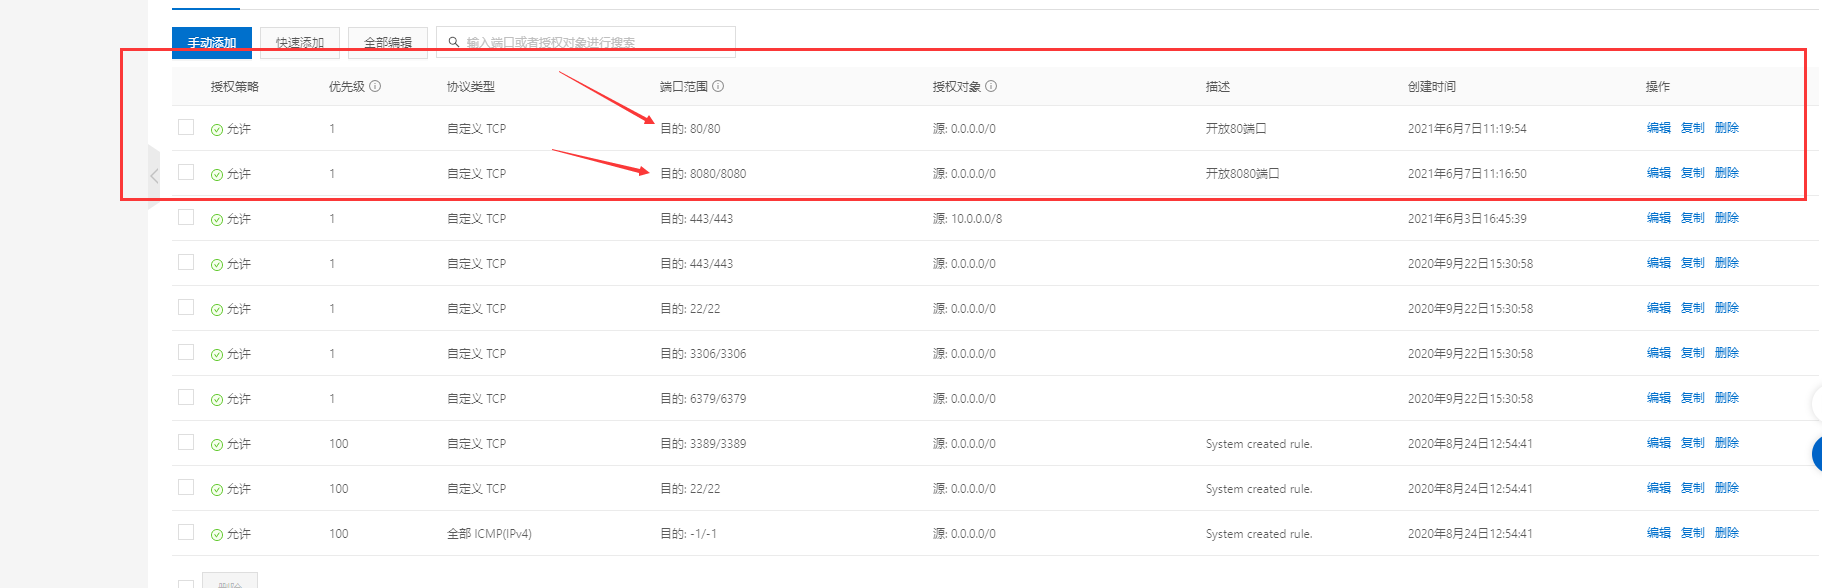 手动添加 快速添加 全部编辑 输入端口或者授权对象进行搜索
授权策略 优先级 协议类型 端口范围 授权对象 描述 创建时间 操作
允许 1 自定义 TCP 目的: 80/80 源: 0.0.0.0/0 开放80端口 2021年6月7日11:19:54 编辑 复制 删除
允许 1 自定义 TCP 目的: 8080/8080 源: 0.0.0.0/0 开放8080端口 2021年6月7日11:16:50 编辑 复制 删除
允许 1 自定义 TCP 目的: 443/443 源: 10.0.0.0/8 2021年6月3日16:45:39 编辑 复制 删除
允许 1 自定义 TCP 目的: 443/443 源: 0.0.0.0/0 2020年9月22日15:30:58 编辑 复制 删除
允许 1 自定义 TCP 目的: 22/22 源: 0.0.0.0/0 2020年9月22日15:30:58 编辑 复制 删除
允许 1 自定义 TCP 目的: 3306/3306 源: 0.0.0.0/0 2020年9月22日15:30:58 编辑 复制 删除
允许 1 自定义 TCP 目的: 6379/6379 源: 0.0.0.0/0 2020年9月22日15:30:58 编辑 复制 删除
允许 100 自定义 TCP 目的: 3389/3389 源: 0.0.0.0/0 System created rule. 2020年8月24日12:54:41 编辑 复制 删除
允许 100 自定义 TCP 目的: 22/22 源: 0.0.0.0/0 System created rule. 2020年8月24日12:54:41 编辑 复制 删除
允许 100 全部 ICMP(IPv4) 目的: -1/-1 源: 0.0.0.0/0 System created rule. 2020年8月24日12:54:41 编辑 复制 删除
删除